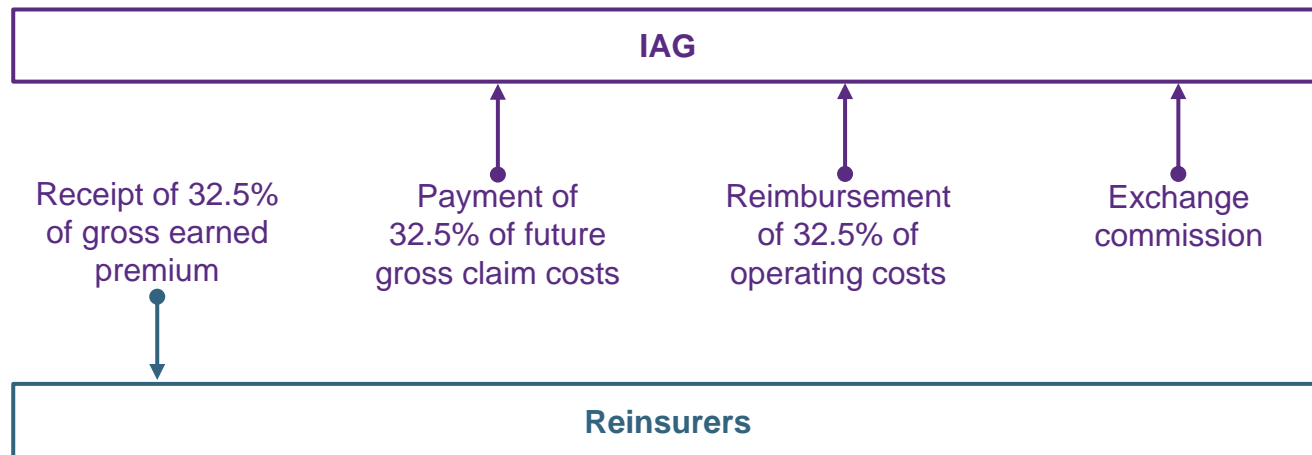 IAG
Receipt of 32.5%
of gross earned
premium
Payment of
32.5% of future
gross claim costs
Reimbursement
of 32.5% of
operating costs
Exchange
commission
Reinsurers